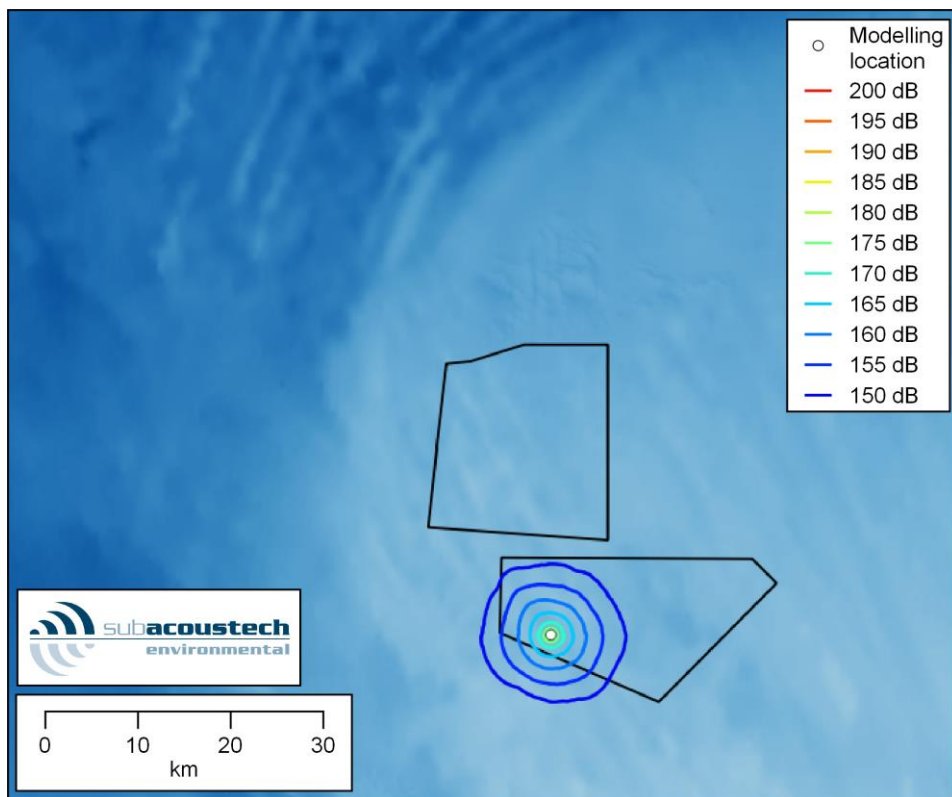 Modelling
location
200 dB
195 dB
190 dB
185 dB
180 dB
175 dB
170 dB
165 dB
160 dB
155 dB
150 dB
subacoustech
environmental
0 10 20 30
km